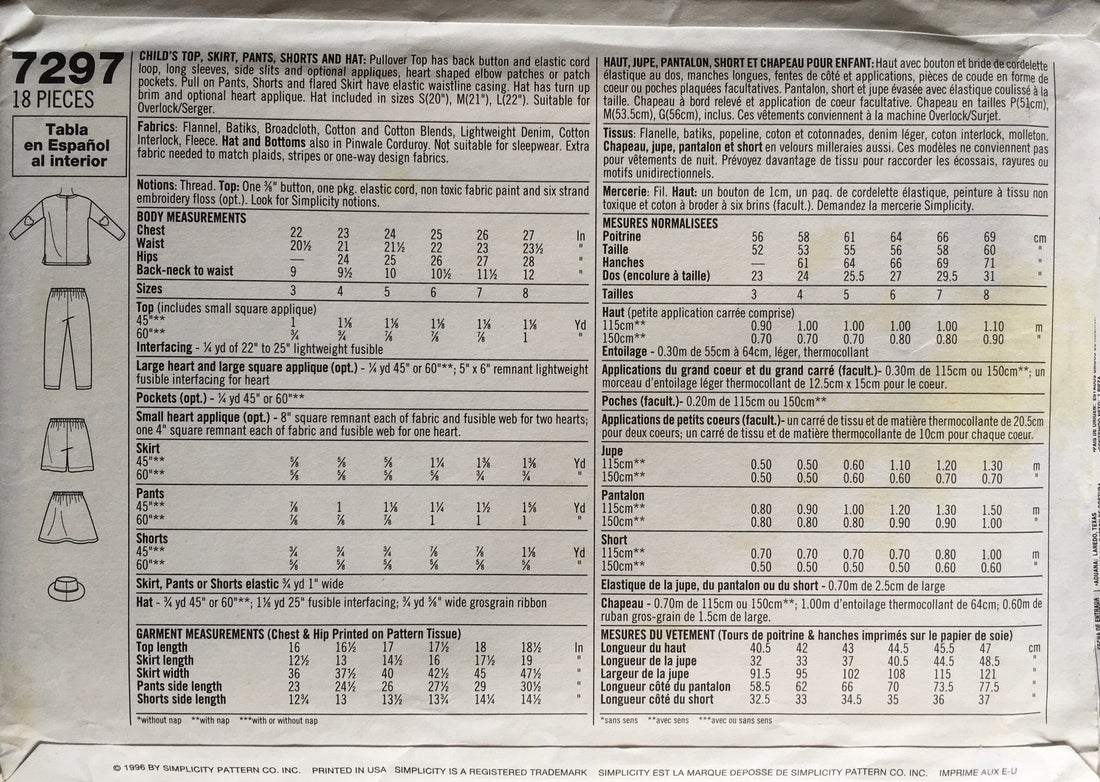 7297
18 PIECES
Tabla
en Español
al interior
CHILD'S TOP, SKIRT, PANTS, SHORTS AND HAT: Pullover Top has back button and elastic cord
loop, long sleeves, side slits and optional appliques, heart shaped elbow patches or patch
pockets. Pull on Pants, Shorts and flared Skirt have elastic waistline casing. Hat has turn up
brim and optional heart applique. Hat included in sizes S(20"), M(21"), L(22"). Suitable for
Overlock/Serger.
Fabrics: Flannel, Batiks, Broadcloth, Cotton and Cotton Blends, Lightweight Denim, Cotton
Interlock, Fleece. Hat and Bottoms also in Pinwale Corduroy. Not suitable for sleepwear. Extra
fabric needed to match plaids, stripes or one-way design fabrics.
Notions: Thread. Top: One ⅜" button, one pkg. elastic cord, non toxic fabric paint and six strand
embroidery floss (opt.). Look for Simplicity notions.
BODY MEASUREMENTS
Chest 22 23 24 25 26 27 In
Waist 20½ 21 21½ 22 23 23½ "
Hips — 24 25 26 27 28 "
Back-neck to waist 9 9½ 10 10½ 11½ 12 "
Sizes 3 4 5 6 7 8
Top (includes small square applique)
45"** 1 1⅛ 1⅛ 1⅛ 1⅛ 1⅛ Yd
60"** ¾ ¾ ⅞ ⅞ ⅞ 1 "
Interfacing - ¼ yd of 22" to 25" lightweight fusible
Large heart and large square applique (opt.) - ¼ yd 45" or 60"**; 5" x 6" remnant lightweight
fusible interfacing for heart
Pockets (opt.) - ¼ yd 45" or 60"**
Small heart applique (opt.) - 8" square remnant each of fabric and fusible web for two hearts;
one 4" square remnant each of fabric and fusible web for one heart.
Skirt
45"** ⅝ ⅝ ⅝ 1¼ 1⅜ 1⅜ Yd
60"** ⅝ ⅝ ⅝ ⅝ ¾ ¾ "
Pants
45"** ⅞ 1 1⅛ 1¼ 1½ 1⅝ Yd
60"** ⅞ ⅞ ⅞ 1 1 1 "
Shorts
45"** ¾ ¾ ¾ ⅞ ⅞ 1⅛ Yd
60"** ⅝ ⅝ ⅝ ⅝ ⅝ ⅝ "
Skirt, Pants or Shorts elastic ¾ yd 1" wide
Hat - ¾ yd 45" or 60"**; 1⅛ yd 25" fusible interfacing; ¾ yd ⅝" wide grosgrain ribbon
GARMENT MEASUREMENTS (Chest & Hip Printed on Pattern Tissue)
Top length 16 16½ 17 17½ 18 18½ In
Skirt length 12½ 13 14½ 16 17½ 19 "
Skirt width 36 37½ 40 42½ 45 47½ "
Pants side length 23 24½ 26 27½ 29 30½ "
Shorts side length 12¾ 13 13½ 13¾ 14¼ 14½ "
*without nap **with nap ***with or without nap
HAUT, JUPE, PANTALON, SHORT ET CHAPEAU POUR ENFANT: Haut avec bouton et bride de cordelette
élastique au dos, manches longues, fentes de côté et applications, pièces de coude en forme de
coeur ou poches plaquées facultatives. Pantalon, short et jupe évasée avec élastique coulissé à la
taille. Chapeau à bord relevé et application de coeur facultative. Chapeau en tailles P(51cm),
M(53.5cm), G(56cm), inclus. Ces vêtements conviennent à la machine Overlock/Surjet.
Tissus: Flanelle, batiks, popeline, coton et cotonnades, denim léger, coton interlock, molleton.
Chapeau, jupe, pantalon et short en velours milleraies aussi. Ces modèles ne conviennent pas
pour vêtements de nuit. Prévoyez davantage de tissu pour raccorder les écossais, rayures ou
motifs unidirectionnels.
Mercerie: Fil. Haut: un bouton de 1cm, un paq. de cordelette élastique, peinture à tissu non
toxique et coton à broder à six brins (facult.). Demandez la mercerie Simplicity.
MESURES NORMALISEES
Poitrine 56 58 61 64 66 69 cm
Taille 52 53 55 56 58 60 "
Hanches — 61 64 66 69 71 "
Dos (encolure à taille) 23 24 25.5 27 29.5 31 "
Tailles 3 4 5 6 7 8
Haut (petite application carrée comprise)
115cm** 0.90 1.00 1.00 1.00 1.00 1.10 m
150cm** 0.70 0.70 0.70 0.80 0.80 0.90 "
Entoilage - 0.30m de 55cm à 64cm, léger, thermocollant
Applications du grand coeur et du grand carré (facult.)- 0.30m de 115cm ou 150cm**; un
morceau d'entoilage léger thermocollant de 12.5cm x 15cm pour le coeur.
Poches (facult.)- 0.20m de 115cm ou 150cm**
Applications de petits coeurs (facult.)- un carré de tissu et de matière thermocollante de 20.5cm
pour deux coeurs; un carré de tissu et de matière thermocollante de 10cm pour chaque coeur.
Jupe
115cm** 0.50 0.50 0.60 1.10 1.20 1.30 m
150cm** 0.50 0.50 0.60 0.60 0.70 0.70 "
Pantalon
115cm** 0.80 0.90 1.00 1.20 1.30 1.50 m
150cm** 0.80 0.80 0.80 0.90 0.90 1.00 "
Short
115cm** 0.70 0.70 0.70 0.70 0.80 1.00 m
150cm** 0.50 0.50 0.50 0.50 0.60 0.60 "
Elastique de la jupe, du pantalon ou du short - 0.70m de 2.5cm de large
Chapeau - 0.70m de 115cm ou 150cm**; 1.00m d'entoilage thermocollant de 64cm; 0.60m de
ruban gros-grain de 1.5cm de large.
MESURES DU VETEMENT (Tours de poitrine & hanches imprimés sur le papier de soie)
Longueur du haut 40.5 42 43 44.5 45.5 47 cm
Longueur de la jupe 32 33 37 40.5 44.5 48.5 "
Largeur de la jupe 91.5 95 102 108 115 121 "
Longueur côté du pantalon 58.5 62 66 70 73.5 77.5 "
Longueur côté du short 32.5 33 34.5 35 36 37 "
*sans sens **avec sens ***avec ou sans sens
© 1996 BY SIMPLICITY PATTERN CO. INC. PRINTED IN USA SIMPLICITY IS A REGISTERED TRADEMARK SIMPLICITY EST LA MARQUE DEPOSSE DE SIMPLICITY PATTERN CO. INC. IMPRIME AUX E-U
ADUANA: LAREDO, TEXAS